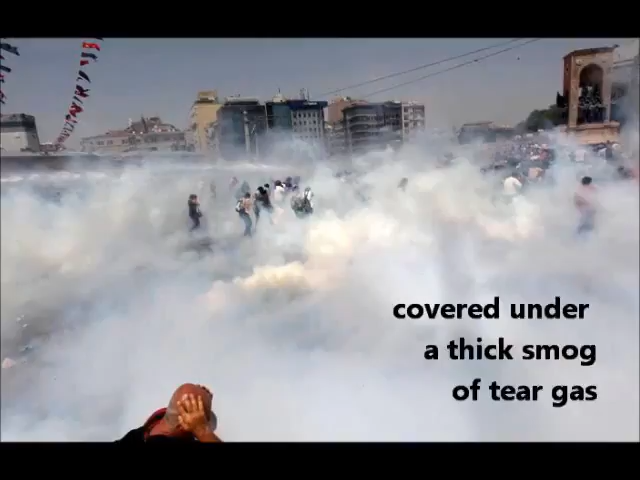 covered under
a thick smog
of tear gas